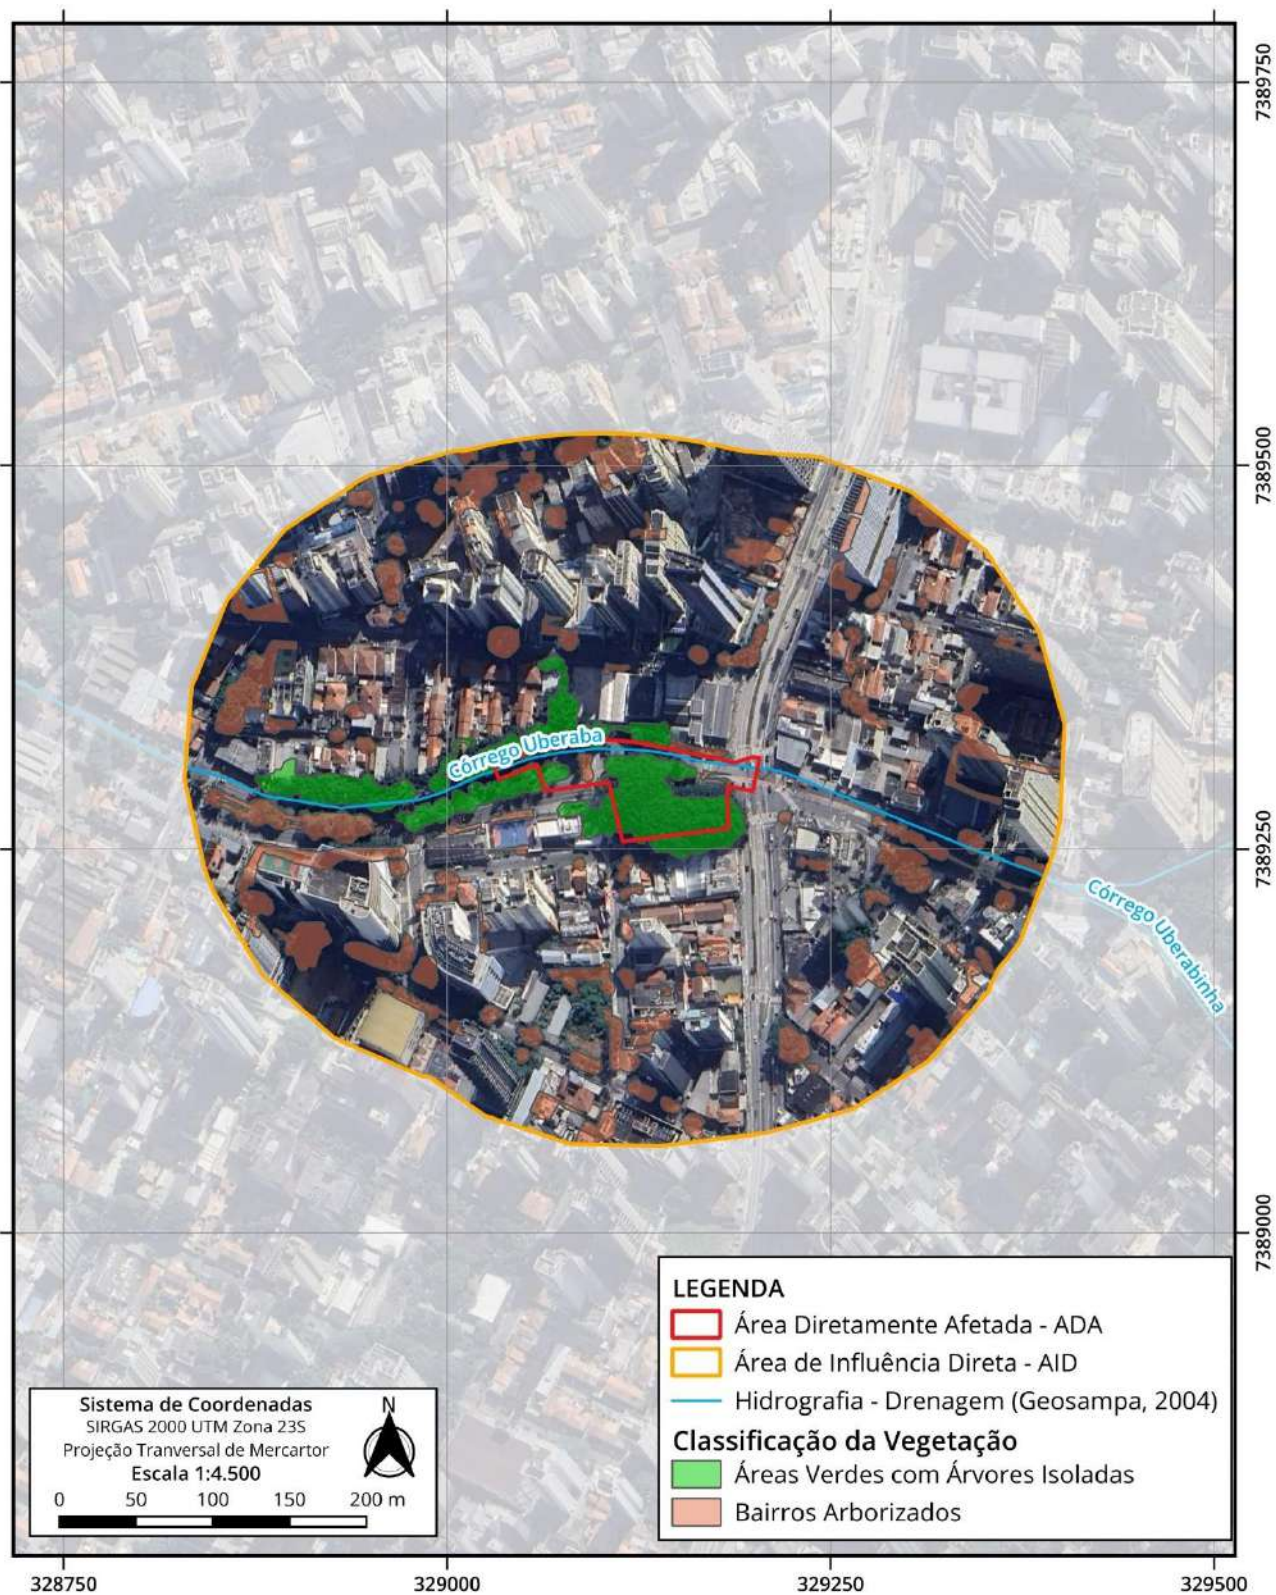 7389750
7389500
Córrego Uberaba
7389250
Córrego Uberabinha
7389000
LEGENDA
Área Diretamente Afetada - ADA
Área de Influência Direta - AID
Hidrografia - Drenagem (Geosampa, 2004)
Classificação da Vegetação
Áreas Verdes com Árvores Isoladas
Bairros Arborizados
Sistema de Coordenadas
SIRGAS 2000 UTM Zona 23S
Projeção Tranversal de Mercartor
Escala 1:4.500
N
0 50 100 150 200 m
328750 329000 329250 329500